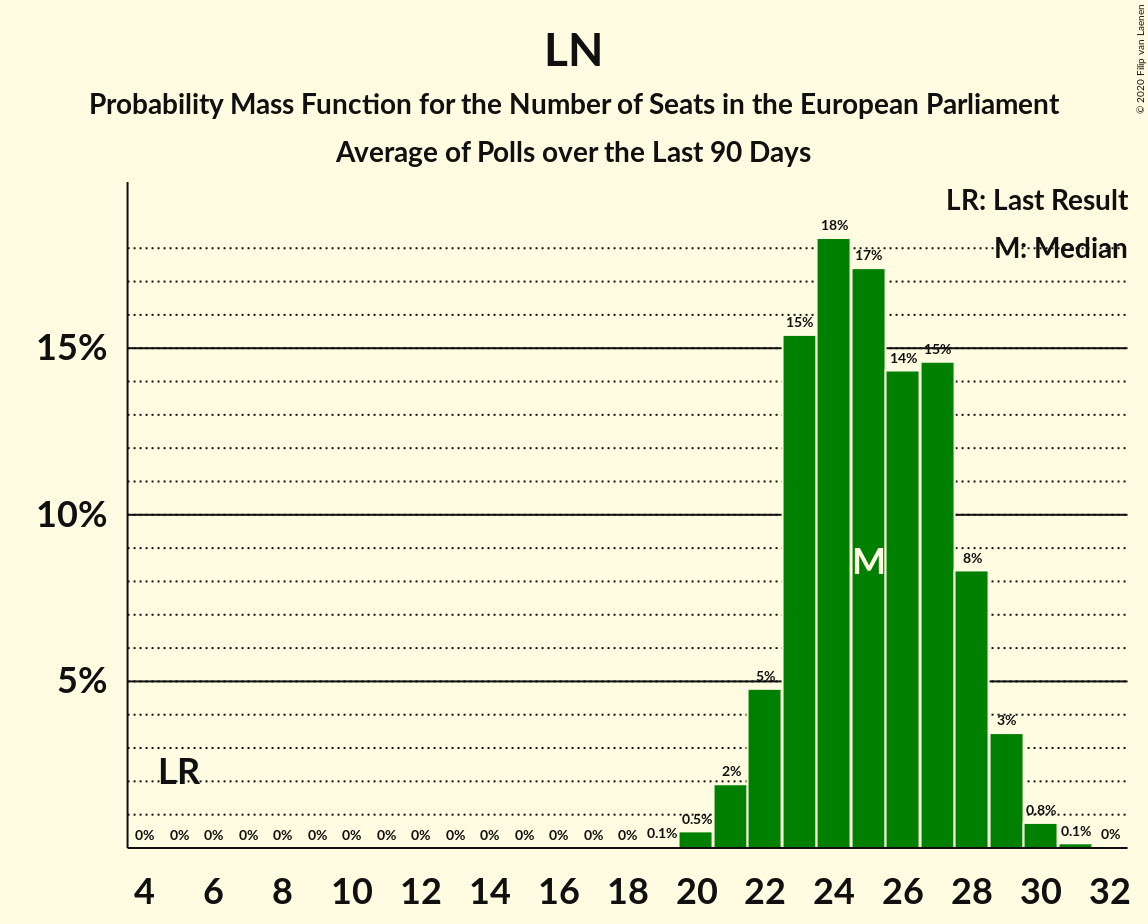 LN
Probability Mass Function for the Number of Seats in the European Parliament
Average of Polls over the Last 90 Days
© 2020 Filip van Laenen
LR: Last Result
M: Median
18%
17%
15%
15%
14%
15%
10%
8%
M
5%
5%
3%
LR
2%
0% 0% 0% 0% 0% 0% 0% 0% 0% 0% 0% 0% 0% 0% 0% 0.1% 0.5% 0.8% 0.1% 0%
4 6 8 10 12 14 16 18 20 22 24 26 28 30 32